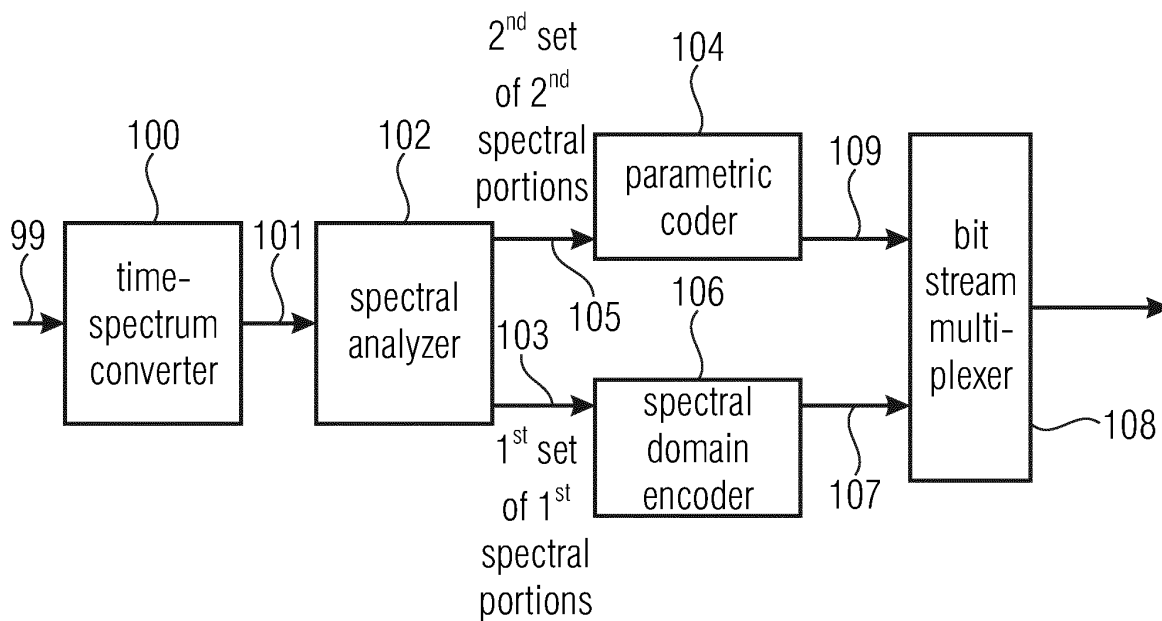 99
100
time-
spectrum
converter
101
102
spectral
analyzer
2nd set
of 2nd
spectral
portions
105
103
1st set
of 1st
spectral
portions
104
parametric
coder
109
106
spectral
domain
encoder
107
bit
stream
multi-
plexer
108